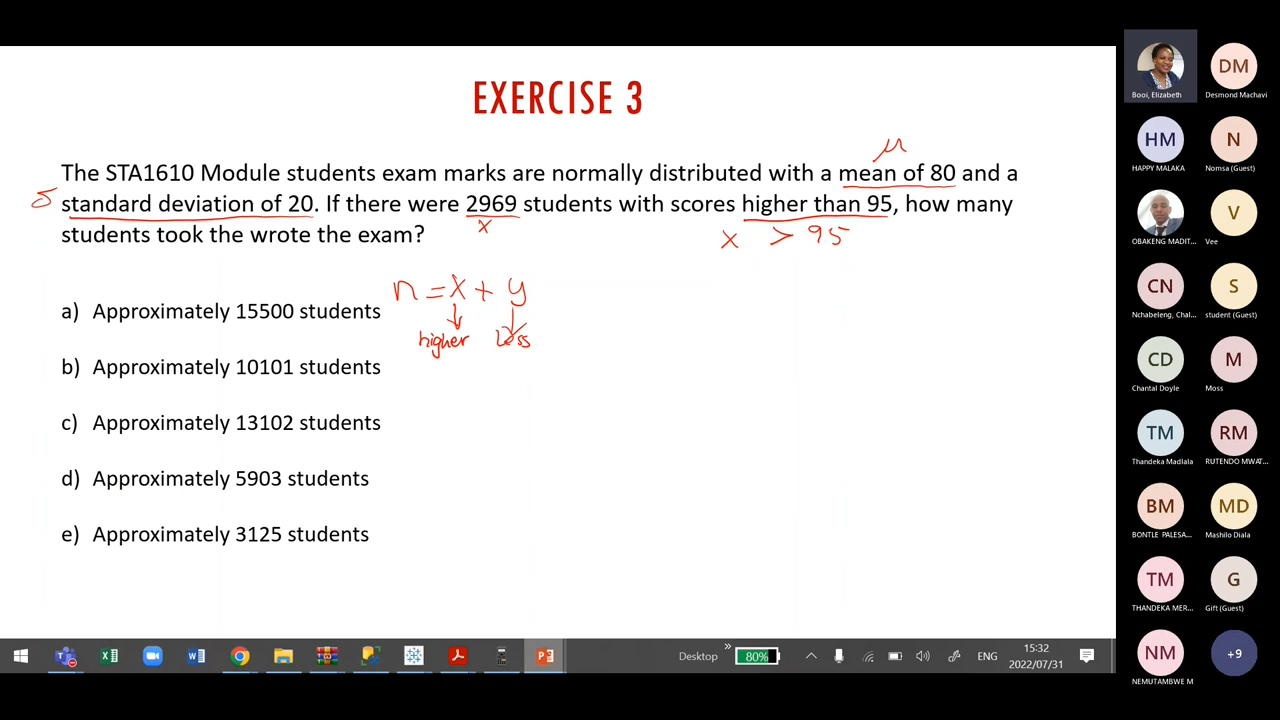 EXERCISE 3
μ
The STA1610 Module students exam marks are normally distributed with a mean of 80 and a
σ
standard deviation of 20. If there were 2969 students with scores higher than 95, how many
x
x > 95
students took the wrote the exam?
n = x + y
higher less
a) Approximately 15500 students
b) Approximately 10101 students
c) Approximately 13102 students
d) Approximately 5903 students
e) Approximately 3125 students
Booi, Elizabeth
DM
Desmond Machavi
HM
HAPPY MALAKA
N
Nomsa (Guest)
OBAKENG MADIT...
V
Vee
CN
Nchabeleng, Chal...
S
student (Guest)
CD
Chantal Doyle
M
Moss
TM
Thandeka Madlala
RM
RUTENDO MWAT...
BM
BONTLE PALESA...
MD
Mashilo Diala
TM
THANDEKA MER...
G
Gift (Guest)
NM
NEMUTAMBWE M
+9
Desktop
80%
ENG
15:32
2022/07/31